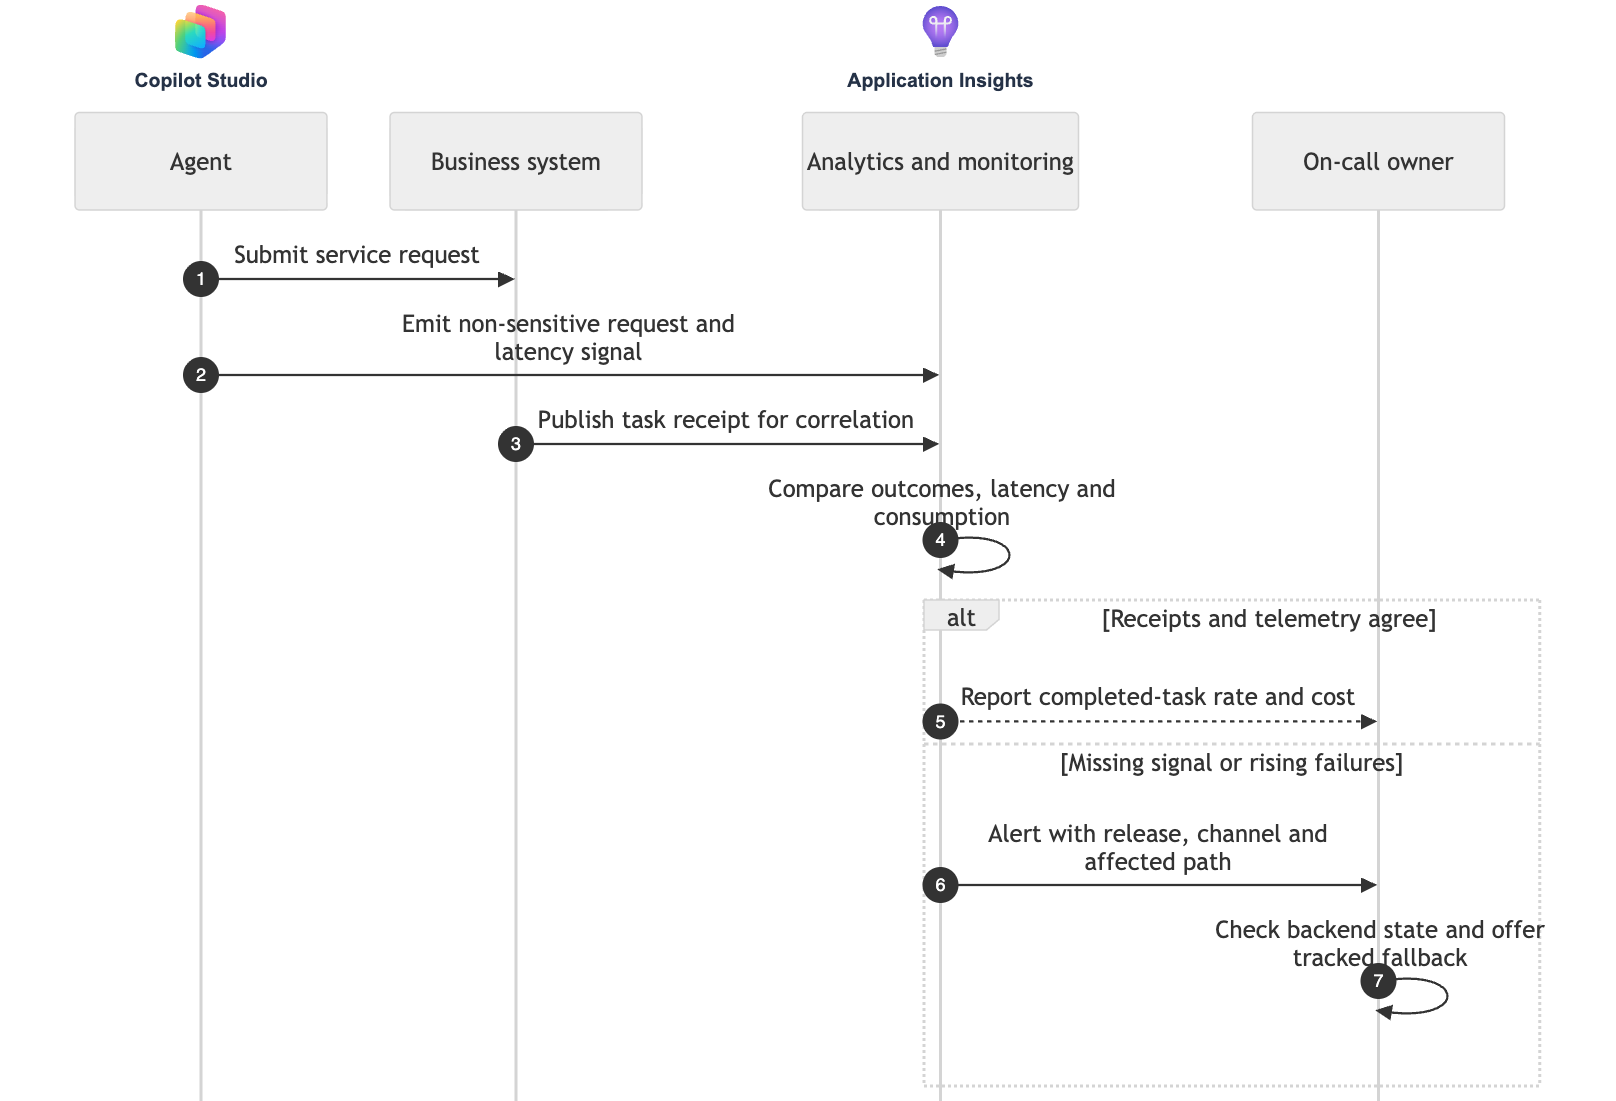 Copilot Studio
Application Insights
Agent
Business system
Analytics and monitoring
On-call owner
Submit service request
1
Emit non-sensitive request and
latency signal
2
Publish task receipt for correlation
3
Compare outcomes, latency and
consumption
4
alt
[Receipts and telemetry agree]
Report completed-task rate and cost
5
[Missing signal or rising failures]
Alert with release, channel and
affected path
6
Check backend state and offer
tracked fallback
7